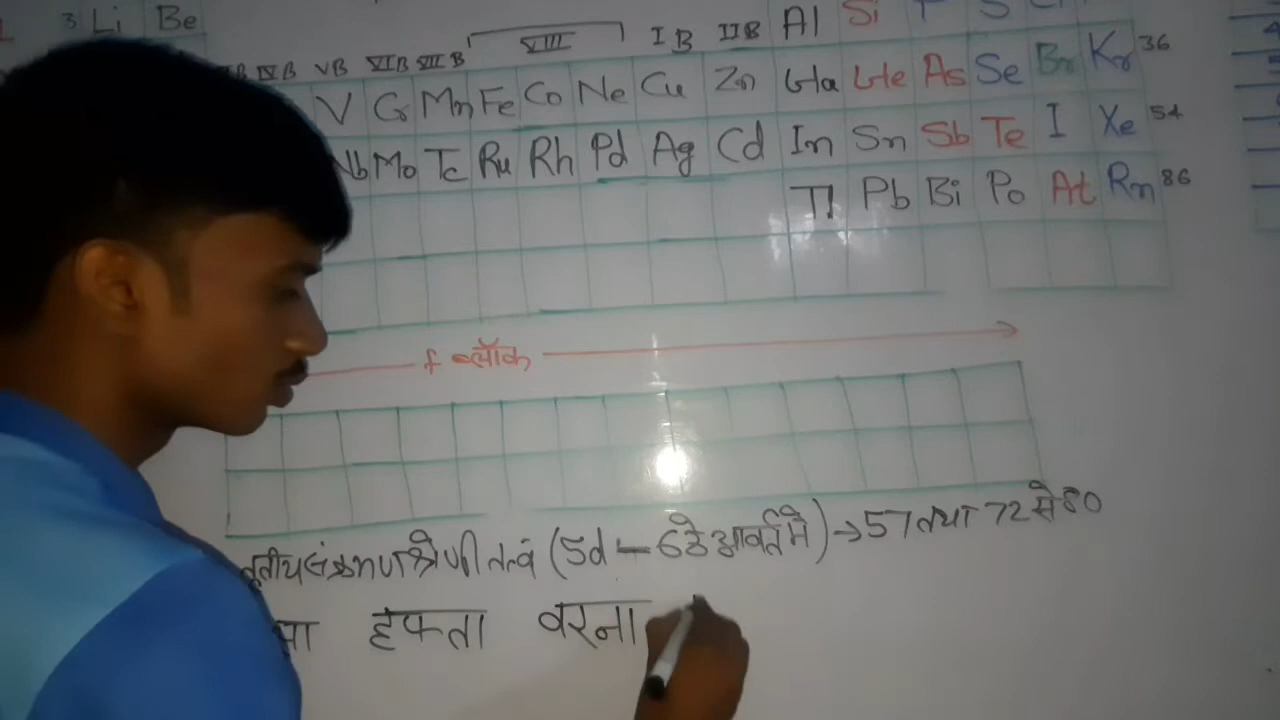 3 Li Be
Al Si
VB VIB VIIB VIII IB IIB
V Cr Mn Fe Co Ne Cu Zn Ga Ge As Se Br Kr 36
Nb Mo Tc Ru Rh Pd Ag Cd In Sn Sb Te I Xe 54
Tl Pb Bi Po At Rn 86
f ब्लॉक
तृतीय संक्रमण श्रेणी तत्व (5d - 6ठे आवर्त मे) → 57 तथा 72 से 80
हफ्ता वरना